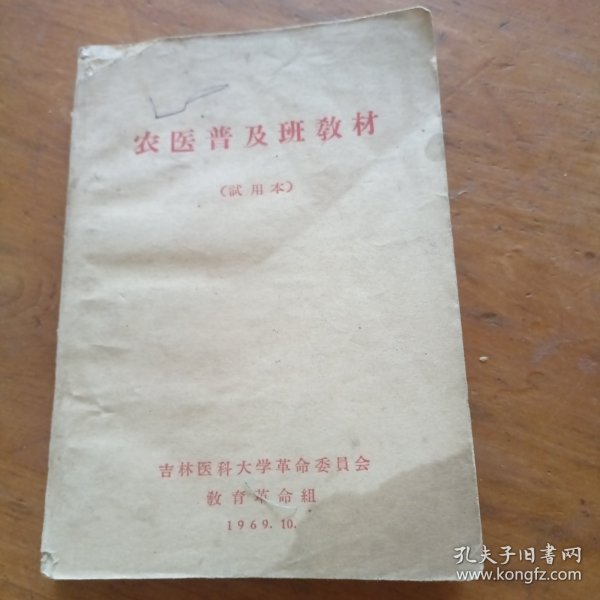 农医普及班教材
（試用本）
吉林医科大学革命委員会
教育革命組
1969.10.
孔夫子旧書网
www.kongfz.com